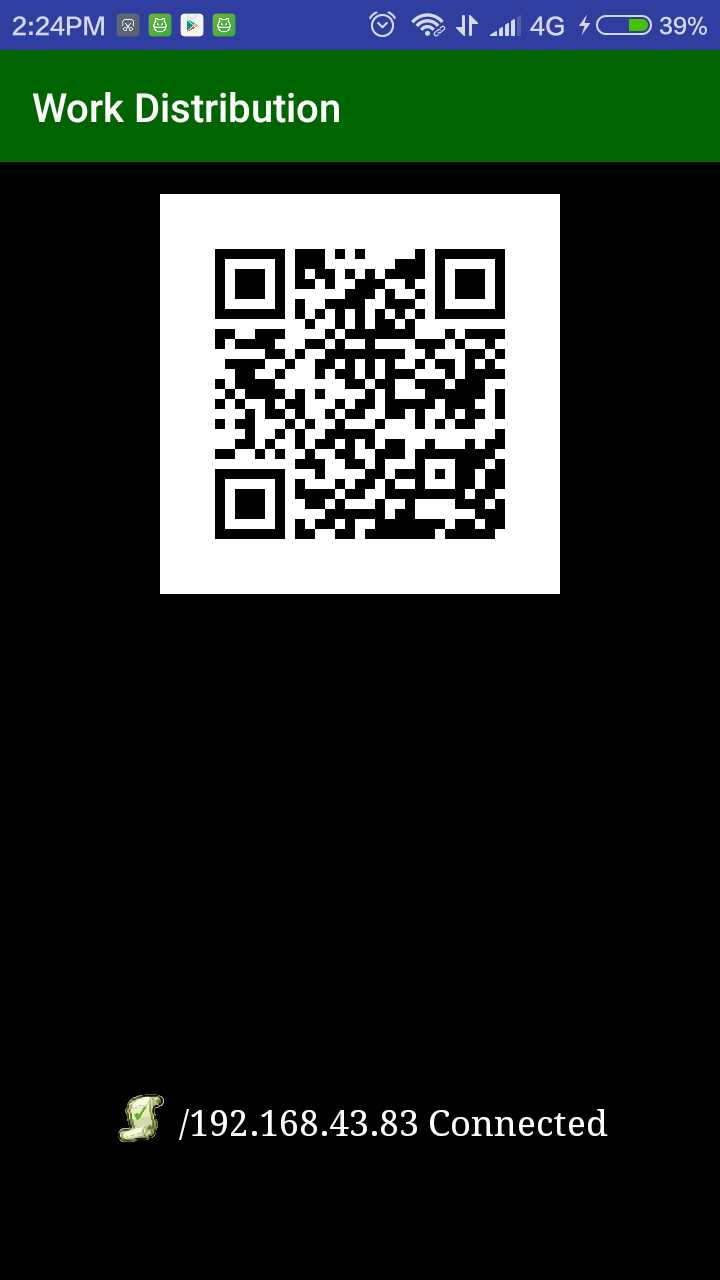 2:24PM 4G 39%
Work Distribution
/192.168.43.83 Connected